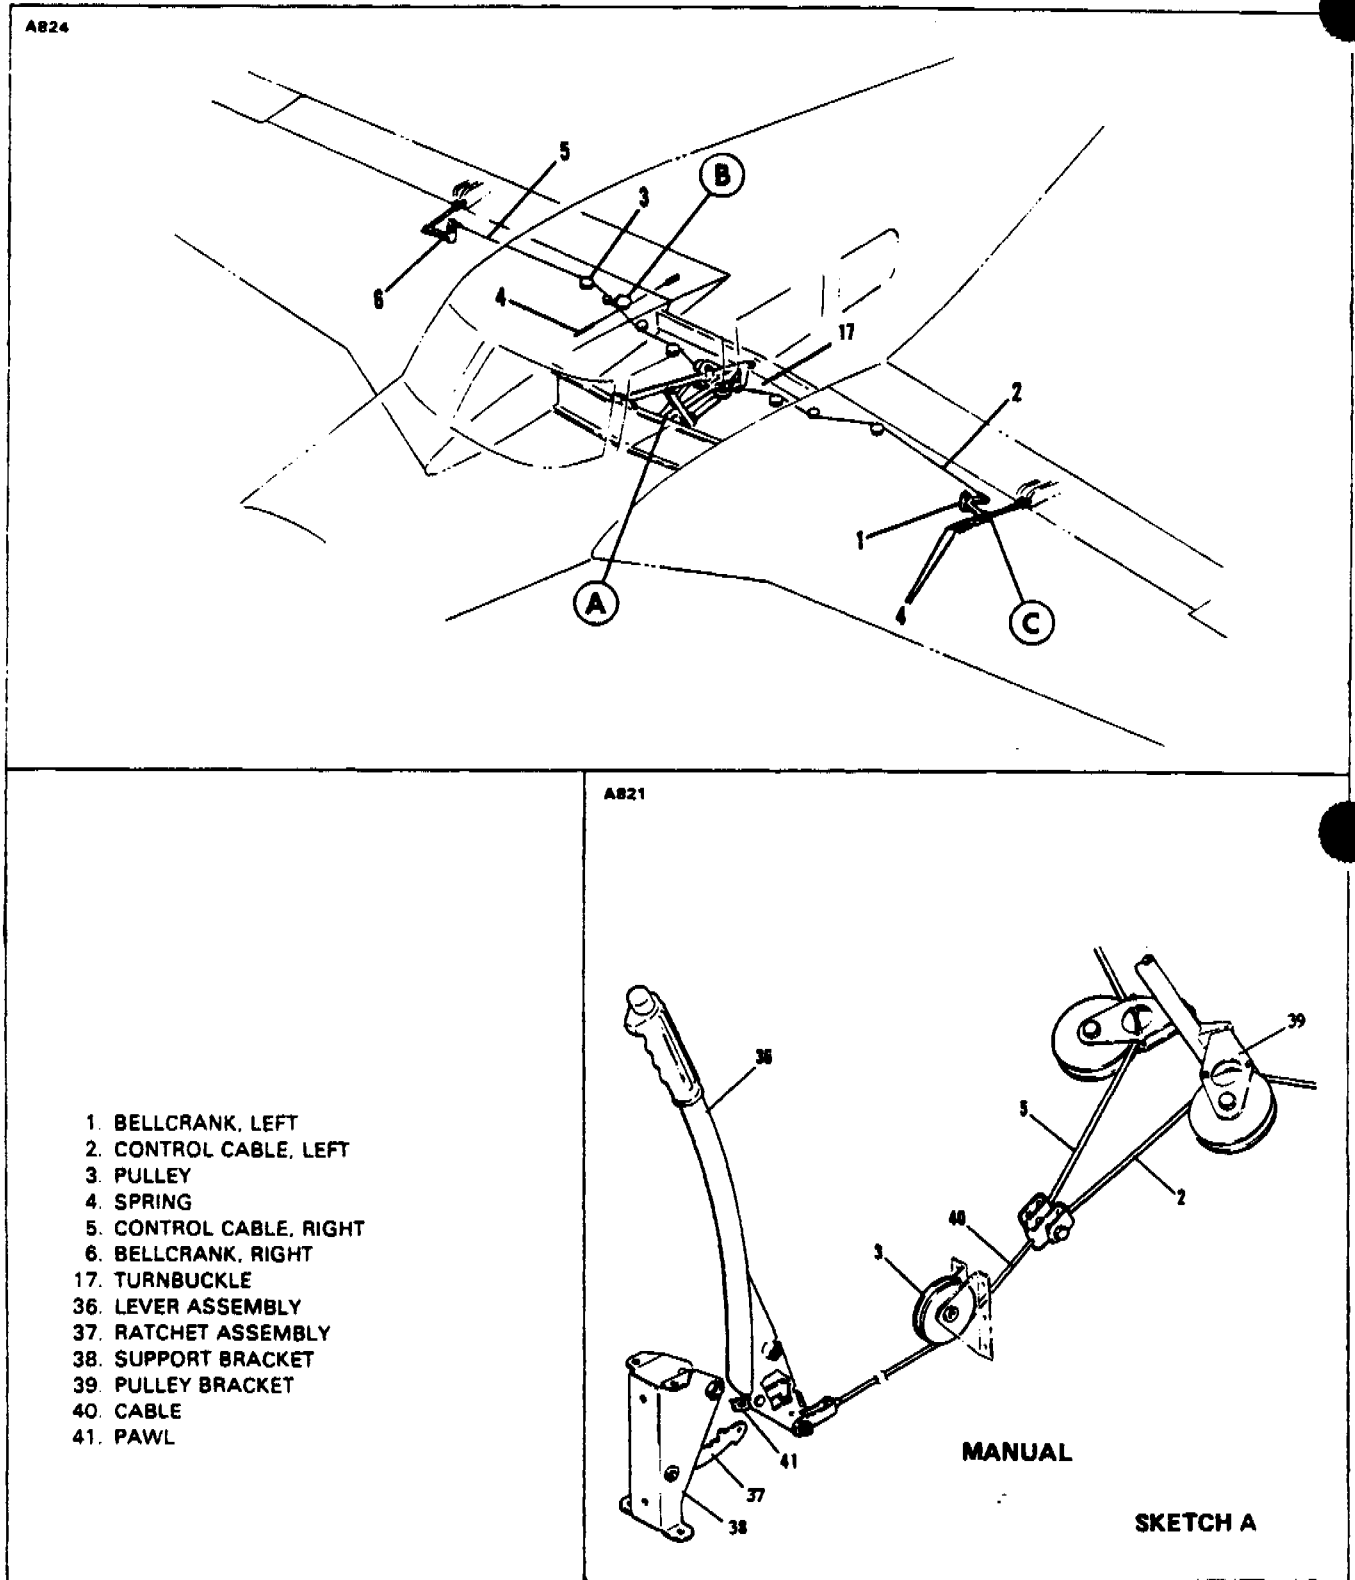 A824
5
B
3
4
6
17
2
1
A
4
C
A821
1. BELLCRANK, LEFT
2. CONTROL CABLE, LEFT
3. PULLEY
4. SPRING
5. CONTROL CABLE, RIGHT
6. BELLCRANK, RIGHT
17. TURNBUCKLE
36. LEVER ASSEMBLY
37. RATCHET ASSEMBLY
38. SUPPORT BRACKET
39. PULLEY BRACKET
40. CABLE
41. PAWL
39
36
5
2
40
3
41
37
38
MANUAL
SKETCH A